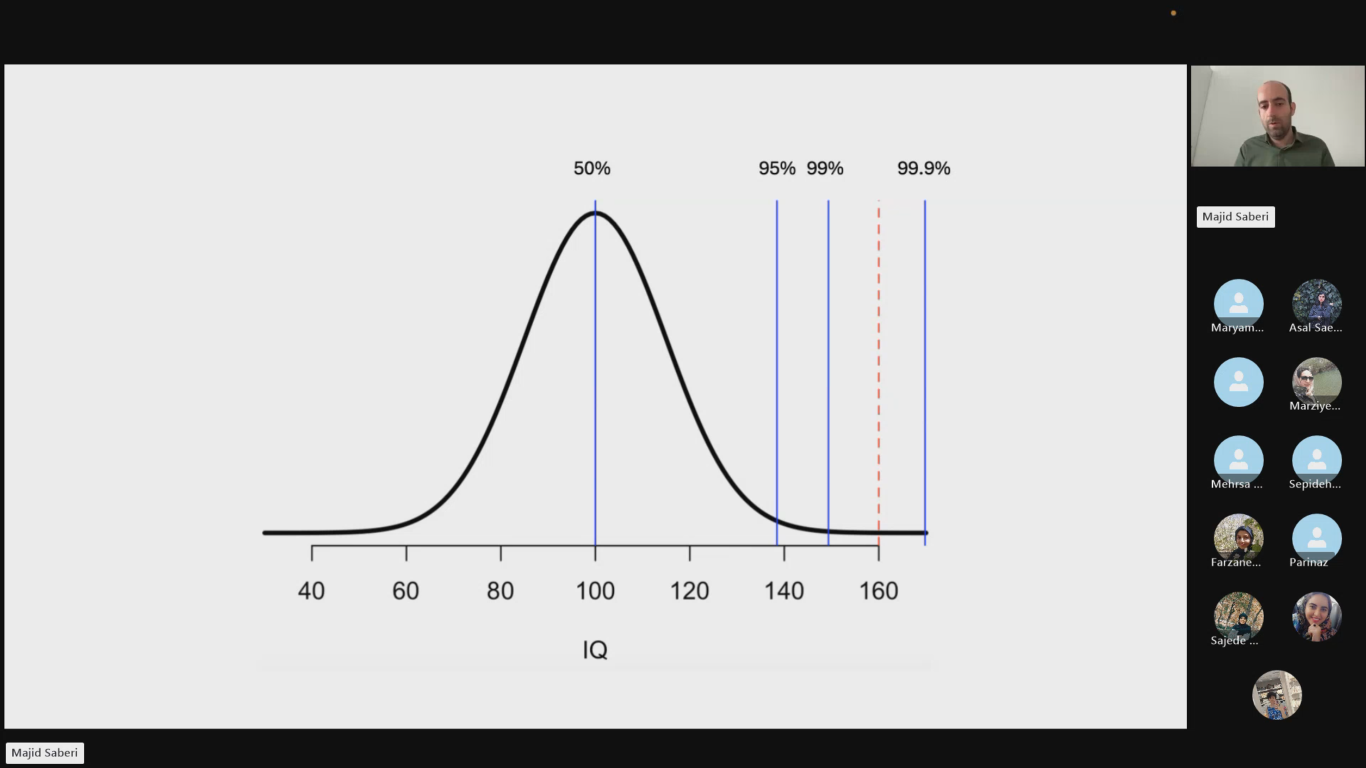 50% 95% 99% 99.9%
40 60 80 100 120 140 160
IQ
Majid Saberi
Maryam... Asal Sae...
Marziye...
Mehrsa ... Sepideh...
Farzane... Parinaz
Sajede ...
Majid Saberi